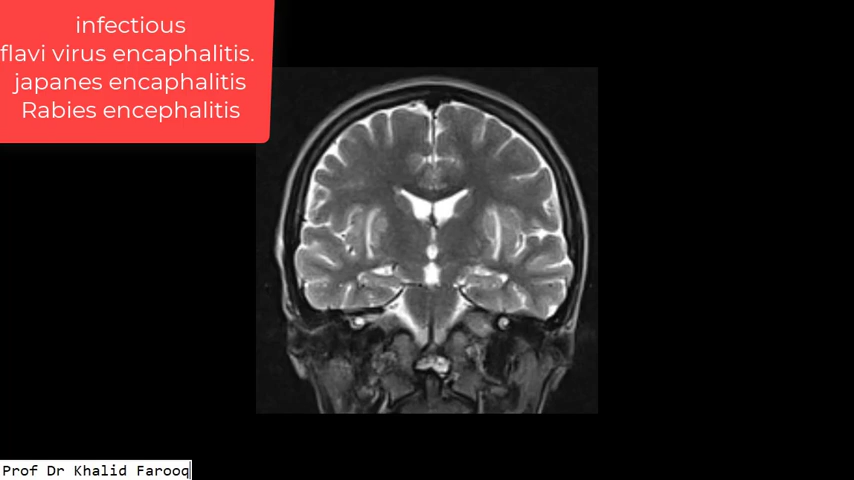 infectious
flavi virus encaphalitis.
japanes encaphalitis
Rabies encephalitis
Prof Dr Khalid Farooq